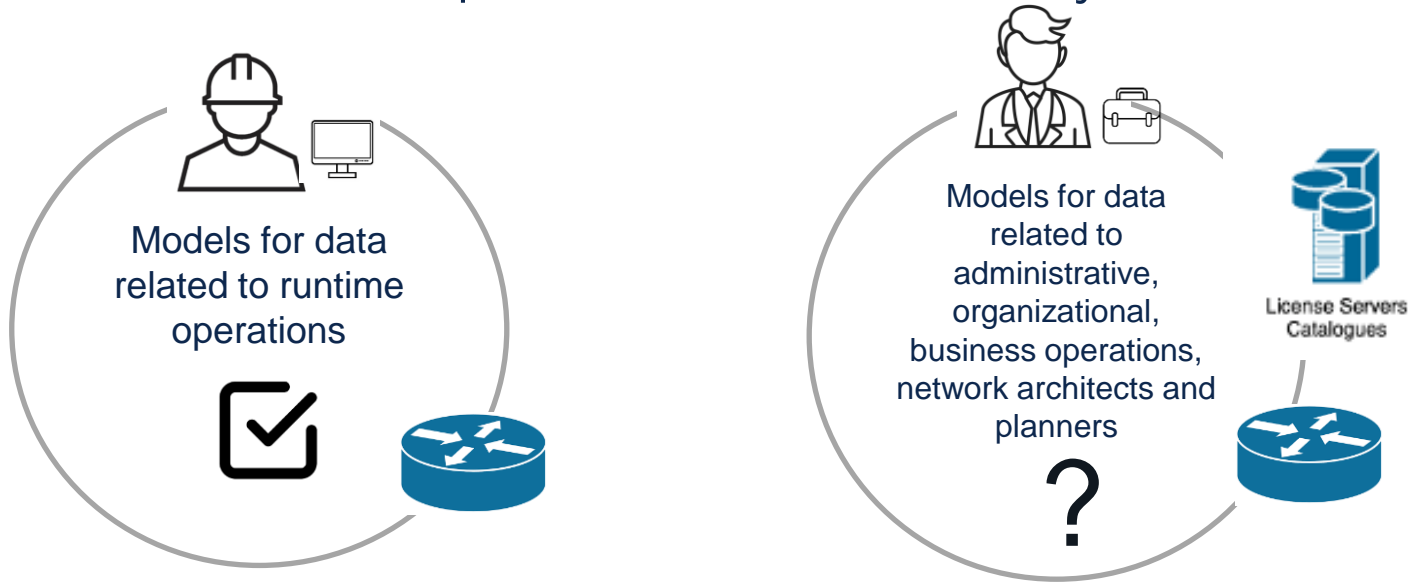 Models for data
related to runtime
operations
Models for data
related to
administrative,
organizational,
business operations,
network architects and
planners
?
License Servers
Catalogues